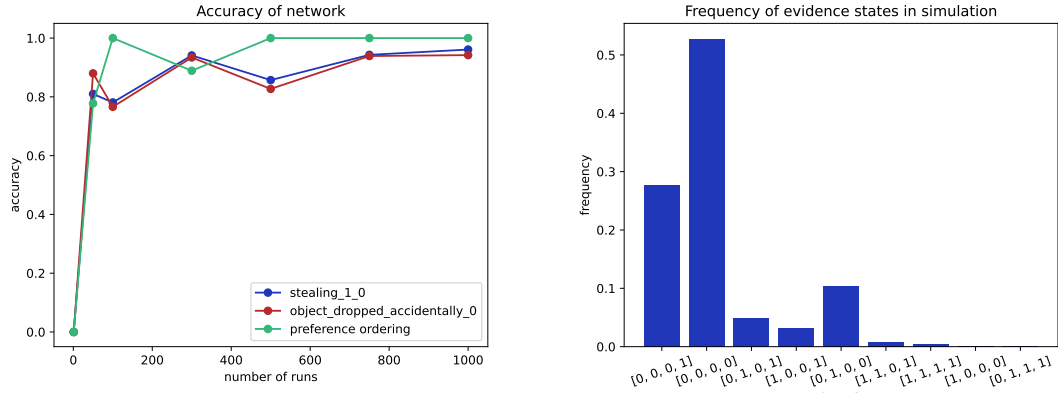 Accuracy of network
1.0
0.8
0.6
0.4
0.2
0.0
accuracy
0
200
400
600
800
1000
number of runs
stealing_1_0
object_dropped_accidentally_0
preference ordering
Frequency of evidence states in simulation
0.5
0.4
0.3
0.2
0.1
0.0
frequency
[0, 0, 0, 1]
[0, 0, 0, 0]
[0, 1, 0, 1]
[1, 0, 0, 1]
[0, 1, 0, 0]
[1, 1, 0, 1]
[1, 1, 1, 1]
[1, 0, 0, 0]
[0, 1, 1, 1]